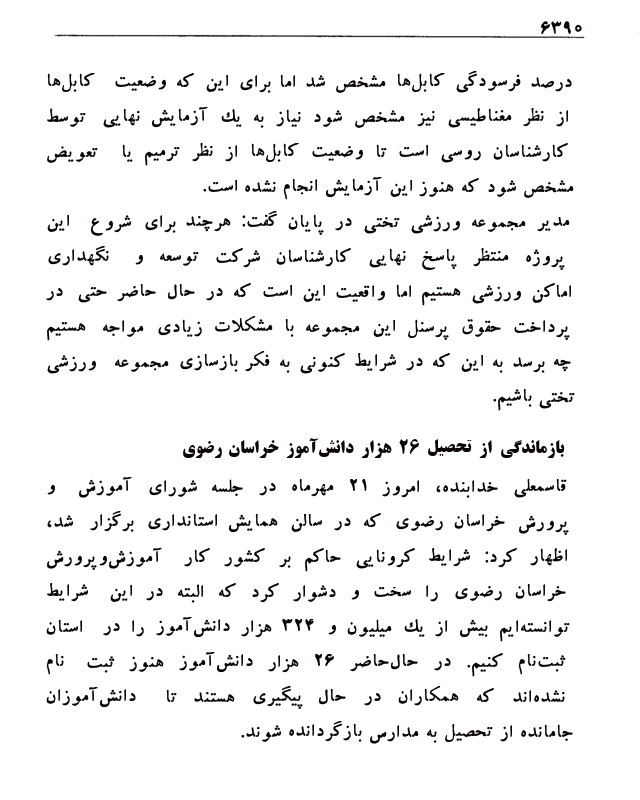 ۶۳۹۰
درصد فرسودگی کابل‌ها مشخص شد اما برای این که وضعیت کابل‌ها
از نظر مغناطیسی نیز مشخص شود نیاز به یك آزمایش نهایی توسط
کارشناسان روسی است تا وضعیت کابل‌ها از نظر ترمیم یا تعویض
مشخص شود که هنوز این آزمایش انجام نشده است.
مدیر مجموعه ورزشی تختی در پایان گفت: هرچند برای شروع این
پروژه منتظر پاسخ نهایی کارشناسان شرکت توسعه و نگهداری
اماکن ورزشی هستیم اما واقعیت این است که در حال حاضر حتی در
پرداخت حقوق پرسنل این مجموعه با مشکلات زیادی مواجه هستیم
چه برسد به این که در شرایط کنونی به فکر بازسازی مجموعه ورزشی
تختی باشیم.
بازماندگی از تحصیل ۲۶ هزار دانش‌آموز خراسان رضوی
قاسمعلی خدابنده، امروز ۲۱ مهرماه در جلسه شورای آموزش و
پرورش خراسان رضوی که در سالن همایش استانداری برگزار شد،
اظهار کرد: شرایط کرونایی حاکم بر کشور کار آموزش‌وپرورش
خراسان رضوی را سخت و دشوار کرد که البته در این شرایط
توانسته‌ایم بیش از یك میلیون و ۳۲۴ هزار دانش‌آموز را در استان
ثبت‌نام کنیم. در حال‌حاضر ۲۶ هزار دانش‌آموز هنوز ثبت نام
نشده‌اند که همکاران در حال پیگیری هستند تا دانش‌آموزان
جامانده از تحصیل به مدارس بازگردانده شوند.